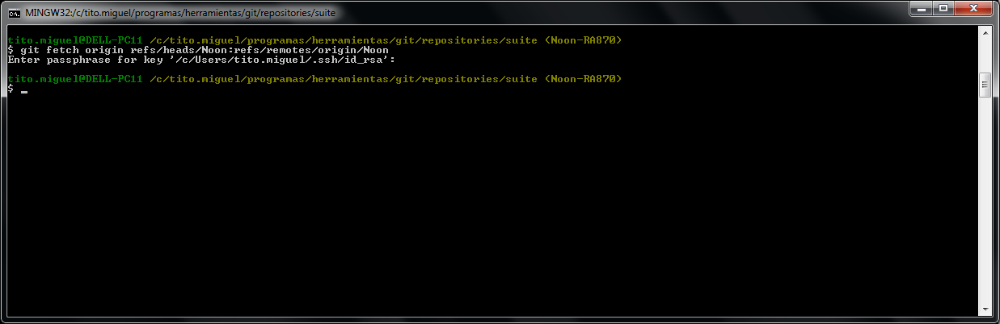 MINGW32:/c/tito.miguel/programas/herramientas/git/repositories/suite
tito.miguel@DELL-PC11 /c/tito.miguel/programas/herramientas/git/repositories/suite (Noon-RA870)
$ git fetch origin refs/heads/Noon:refs/remotes/origin/Noon
Enter passphrase for key '/c/Users/tito.miguel/.ssh/id_rsa':
tito.miguel@DELL-PC11 /c/tito.miguel/programas/herramientas/git/repositories/suite (Noon-RA870)
$ _